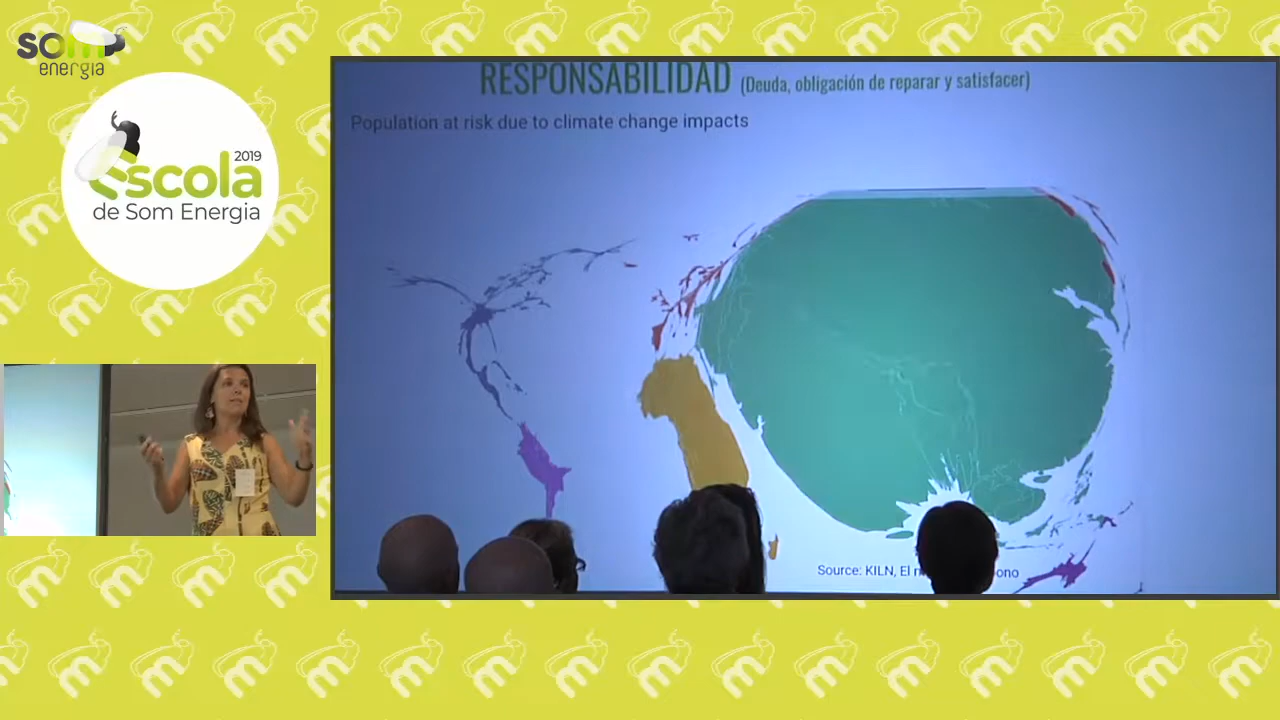 som
energia
2019
escola
de Som Energia
RESPONSABILIDAD (Deuda, obligación de reparar y satisfacer)
Population at risk due to climate change impacts
Source: KILN, El